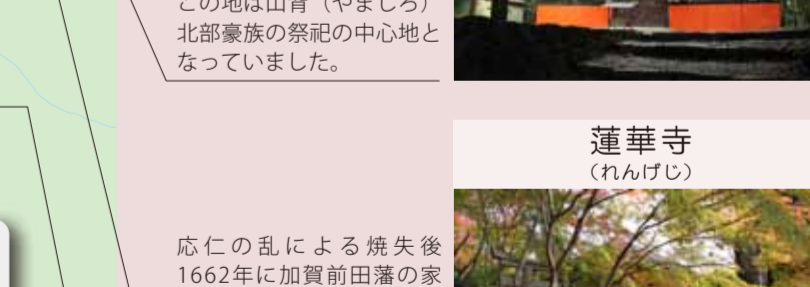 この地は山背（やましろ）
北部豪族の祭祀の中心地と
なっていました。
蓮華寺
（れんげじ）
応仁の乱による焼失後
1662年に加賀前田藩の家